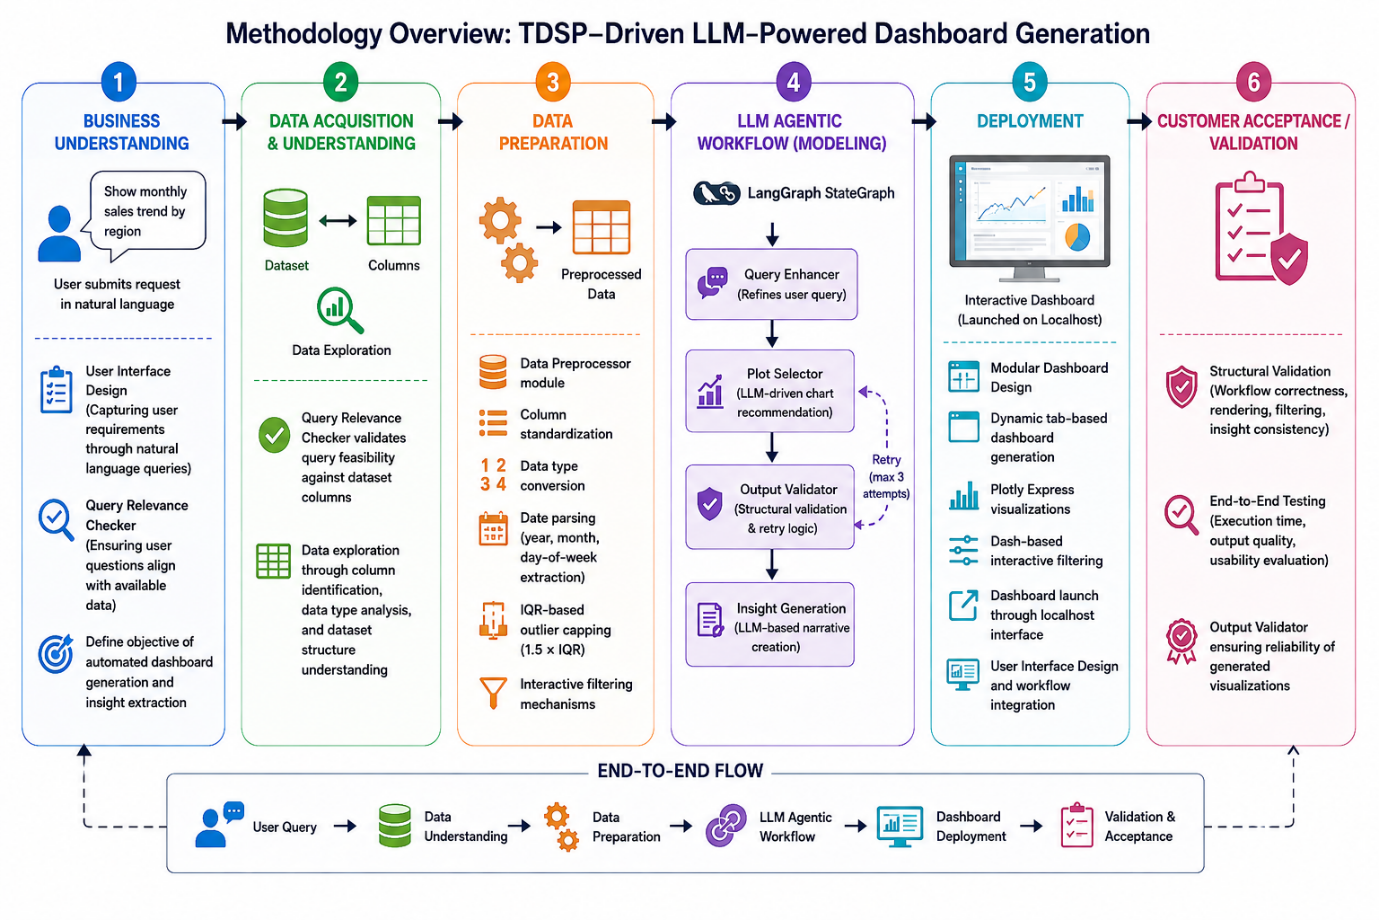 Methodology Overview: TDSP–Driven LLM–Powered Dashboard Generation
1
BUSINESS
UNDERSTANDING
Show monthly
sales trend by
region
User submits request
in natural language
User Interface
Design
(Capturing user
requirements
through natural
language queries)
Query Relevance
Checker
(Ensuring user
questions align
with available
data)
Define objective of
automated dashboard
generation and
insight extraction
2
DATA ACQUISITION
& UNDERSTANDING
Dataset
Columns
Data Exploration
Query Relevance
Checker validates
query feasibility
against dataset
columns
Data exploration
through column
identification,
data type analysis,
and dataset
structure
understanding
3
DATA
PREPARATION
Preprocessed
Data
Data Preprocessor
module
Column
standardization
1 2
3 4
Data type
conversion
Date parsing
(year, month,
day-of-week
extraction)
IQR-based
outlier capping
(1.5 × IQR)
Interactive filtering
mechanisms
4
LLM AGENTIC
WORKFLOW (MODELING)
LangGraph StateGraph
Query Enhancer
(Refines user query)
Plot Selector
(LLM-driven chart
recommendation)
Retry
(max 3
attempts)
Output Validator
(Structural validation
& retry logic)
Insight Generation
(LLM-based narrative
creation)
5
DEPLOYMENT
Interactive Dashboard
(Launched on Localhost)
Modular Dashboard
Design
Dynamic tab-based
dashboard
generation
Plotly Express
visualizations
Dash-based
interactive filtering
Dashboard launch
through localhost
interface
User Interface Design
and workflow
integration
6
CUSTOMER ACCEPTANCE /
VALIDATION
Structural Validation
(Workflow correctness,
rendering, filtering,
insight consistency)
End-to-End Testing
(Execution time,
output quality,
usability evaluation)
Output Validator
ensuring reliability of
generated
visualizations
END-TO-END FLOW
User Query
Data
Understanding
Data
Preparation
LLM Agentic
Workflow
Dashboard
Deployment
Validation &
Acceptance